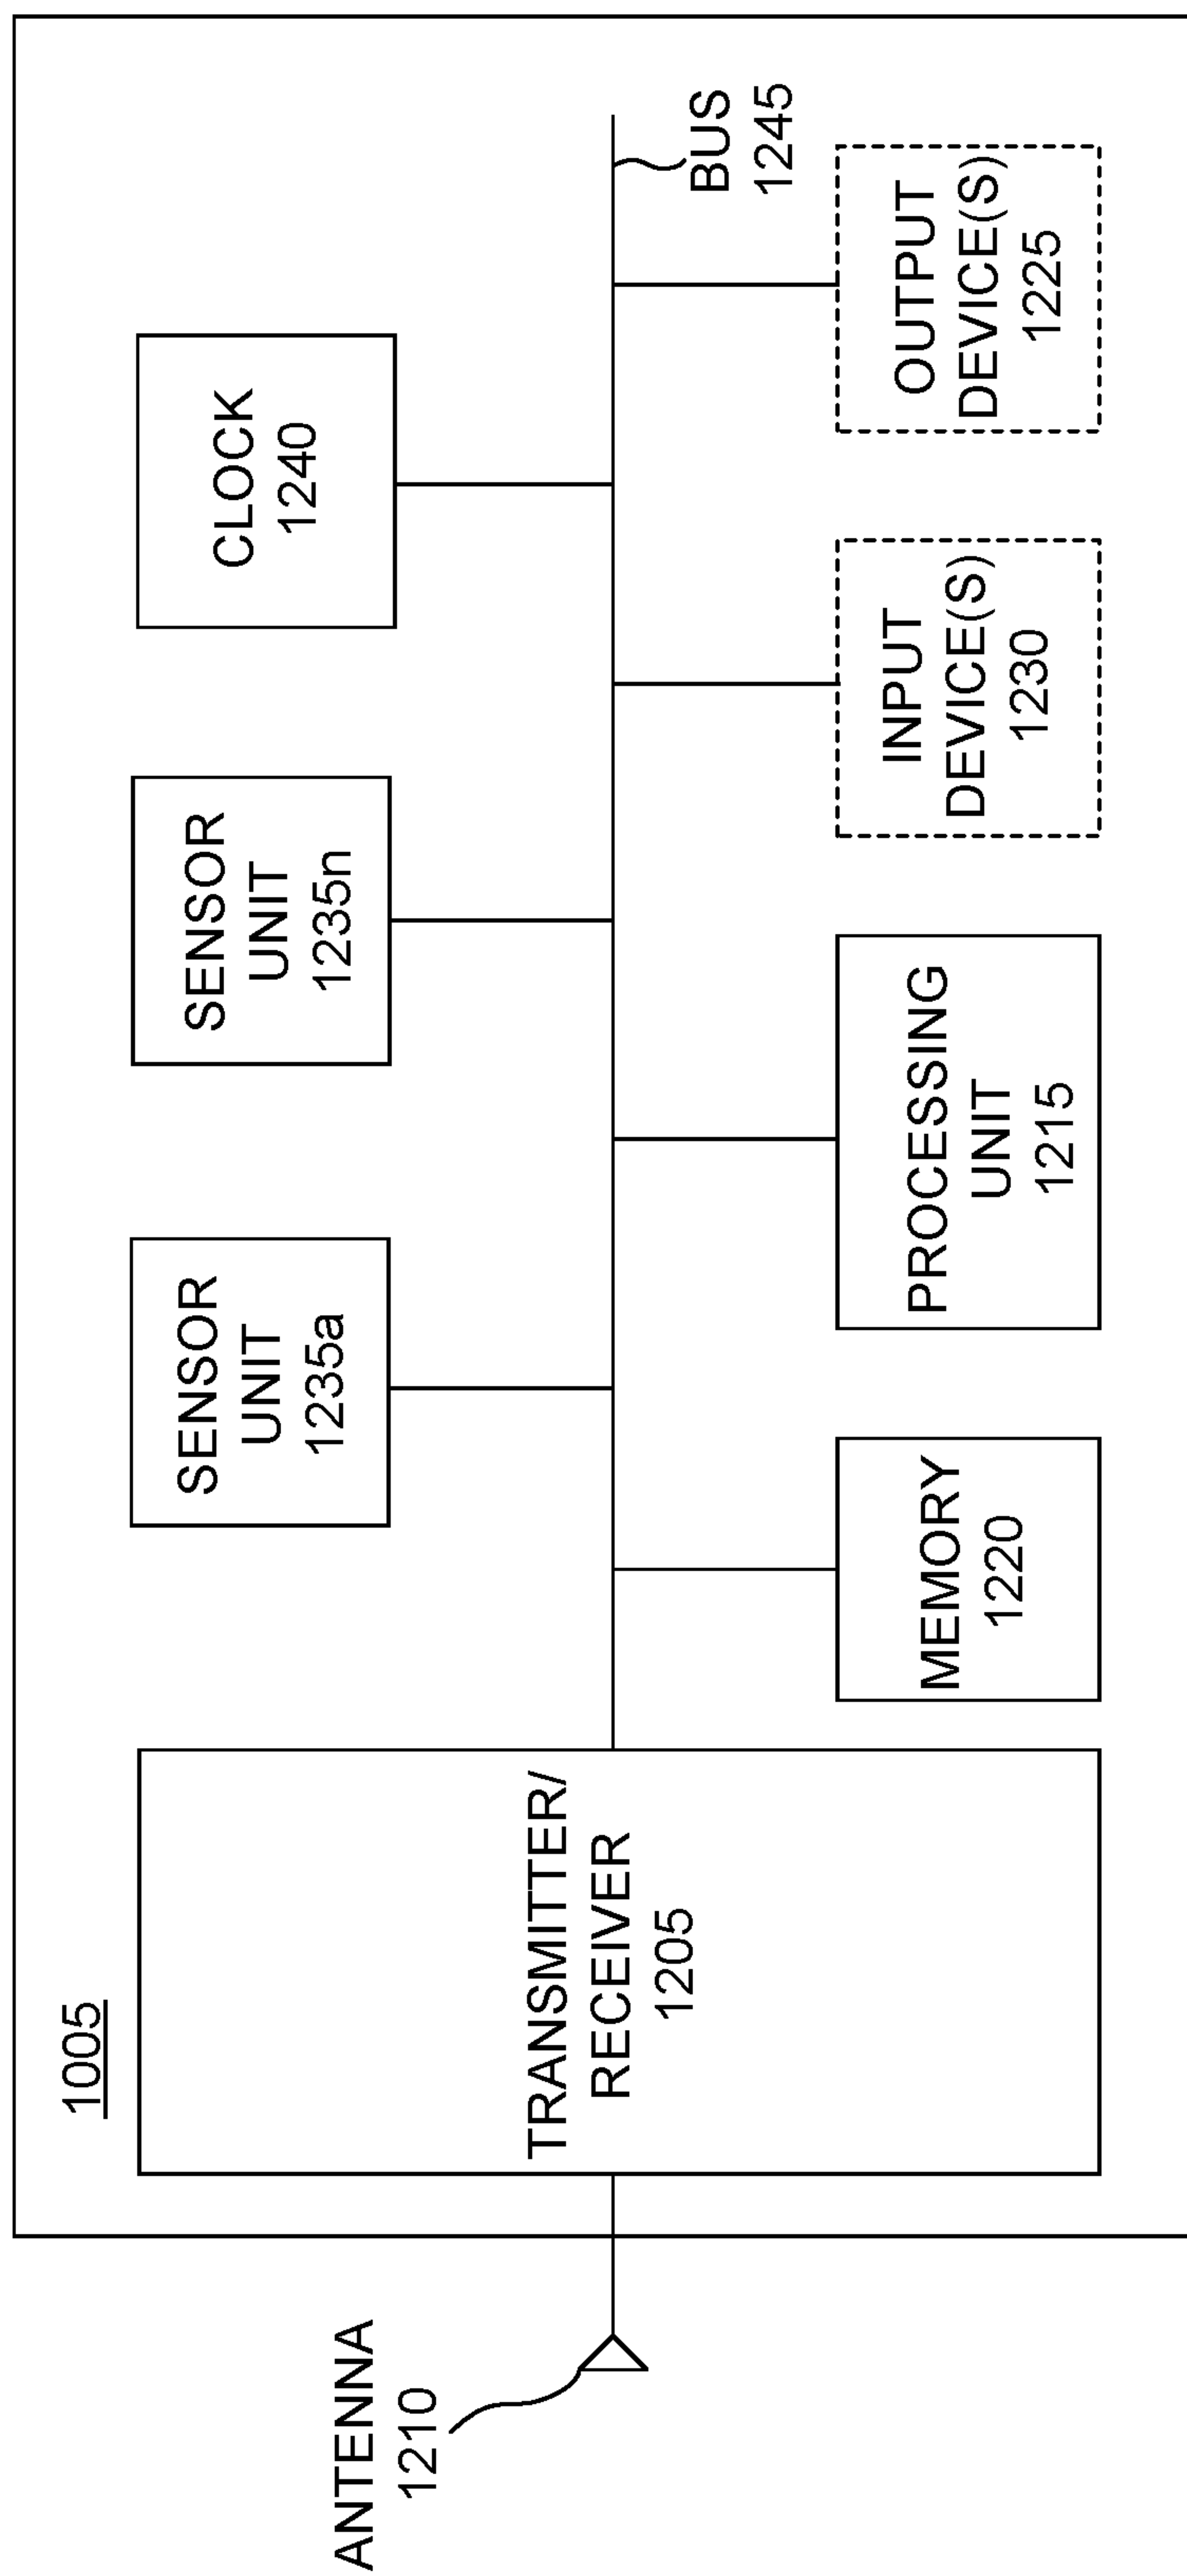 1005
ANTENNA
1210
TRANSMITTER/
RECEIVER
1205
SENSOR
UNIT
1235a
SENSOR
UNIT
1235n
CLOCK
1240
BUS
1245
MEMORY
1220
PROCESSING
UNIT
1215
INPUT
DEVICE(S)
1230
OUTPUT
DEVICE(S)
1225